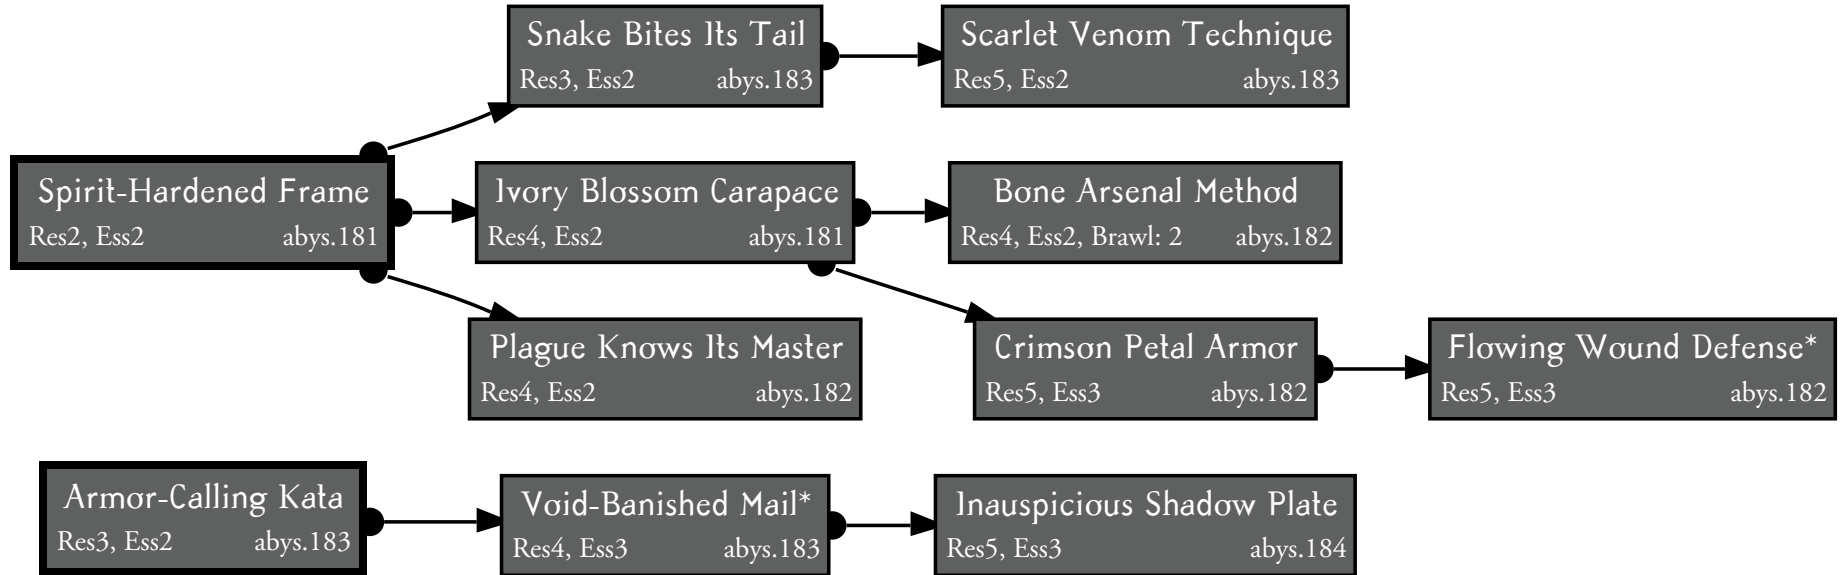 Snake Bites Its Tail
Res3, Ess2 abys.183
Scarlet Venom Technique
Res5, Ess2 abys.183
Spirit-Hardened Frame
Res2, Ess2 abys.181
Ivory Blossom Carapace
Res4, Ess2 abys.181
Bone Arsenal Method
Res4, Ess2, Brawl: 2 abys.182
Plague Knows Its Master
Res4, Ess2 abys.182
Crimson Petal Armor
Res5, Ess3 abys.182
Flowing Wound Defense*
Res5, Ess3 abys.182
Armor-Calling Kata
Res3, Ess2 abys.183
Void-Banished Mail*
Res4, Ess3 abys.183
Inauspicious Shadow Plate
Res5, Ess3 abys.184